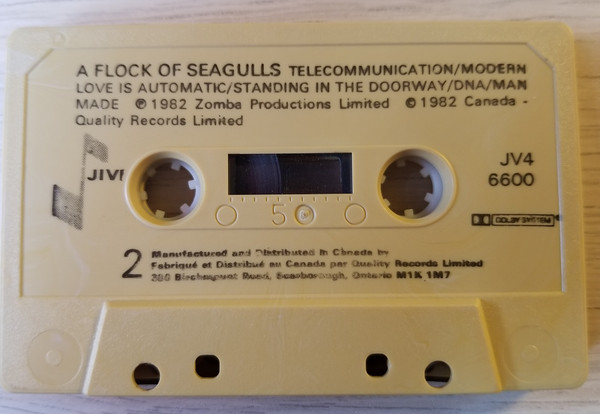 A FLOCK OF SEAGULLS TELECOMMUNICATION/MODERN
LOVE IS AUTOMATIC/STANDING IN THE DOORWAY/DNA/MAN
MADE ℗1982 Zomba Productions Limited ©1982 Canada -
Quality Records Limited
JIVE
JV4
6600
50
DOLBY SYSTEM
2
Manufactured and Distributed in Canada by
Fabriqué et Distribué au Canada par Quality Records Limited
380 Birchmount Road, Scarborough, Ontario M1K 1M7